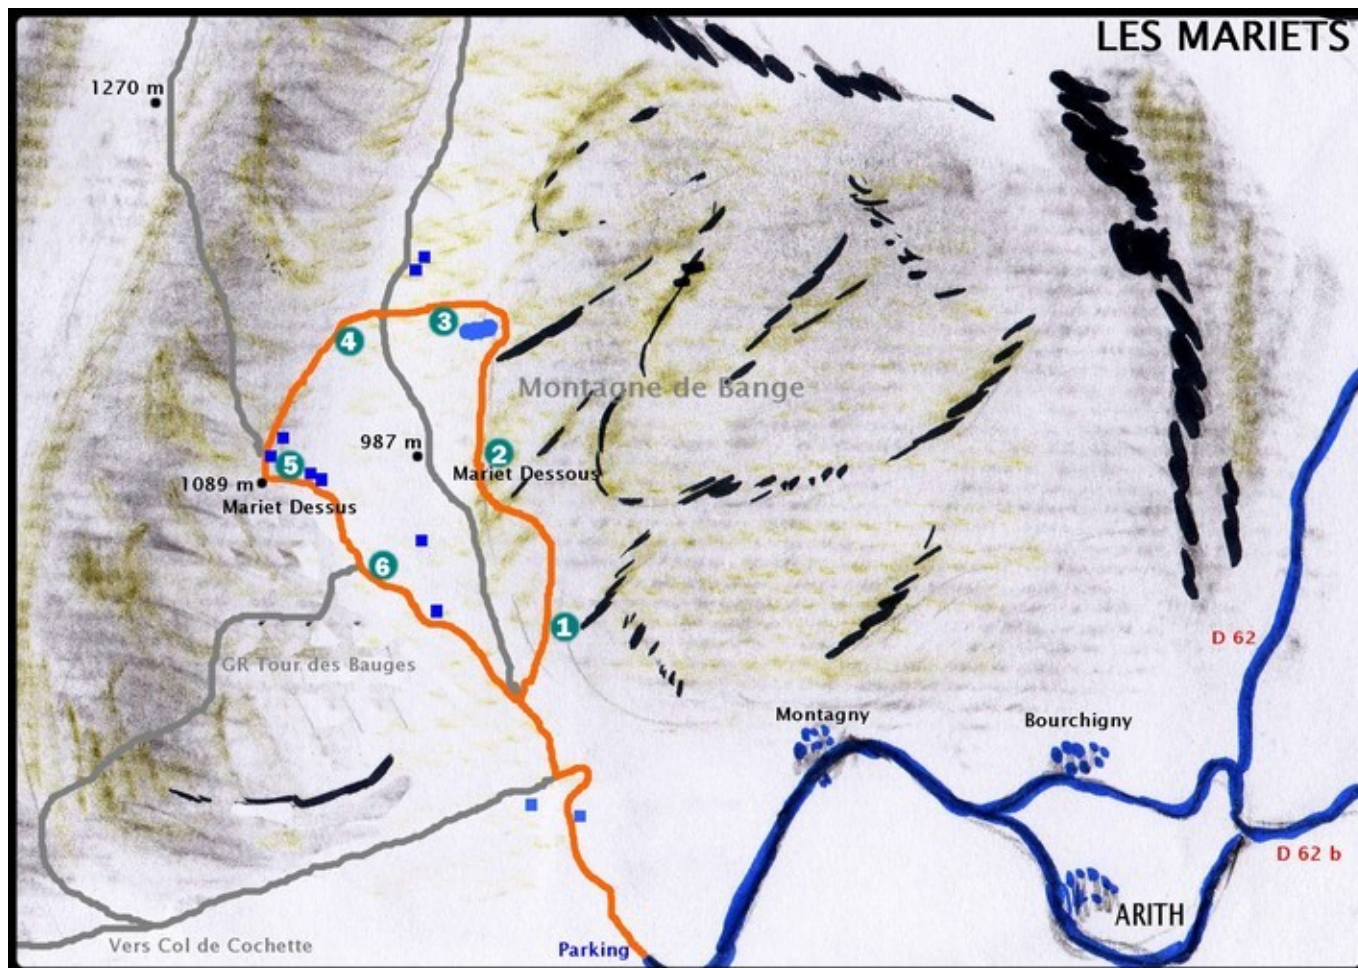 LES MARIETS
1270 m
3
4
Montagne de Bange
987 m
2
Mariet Dessous
5
1089 m
Mariet Dessus
6
1
D 62
GR Tour des Bauges
Montagny
Bourchigny
D 62 b
ARITH
Vers Col de Cochette
Parking